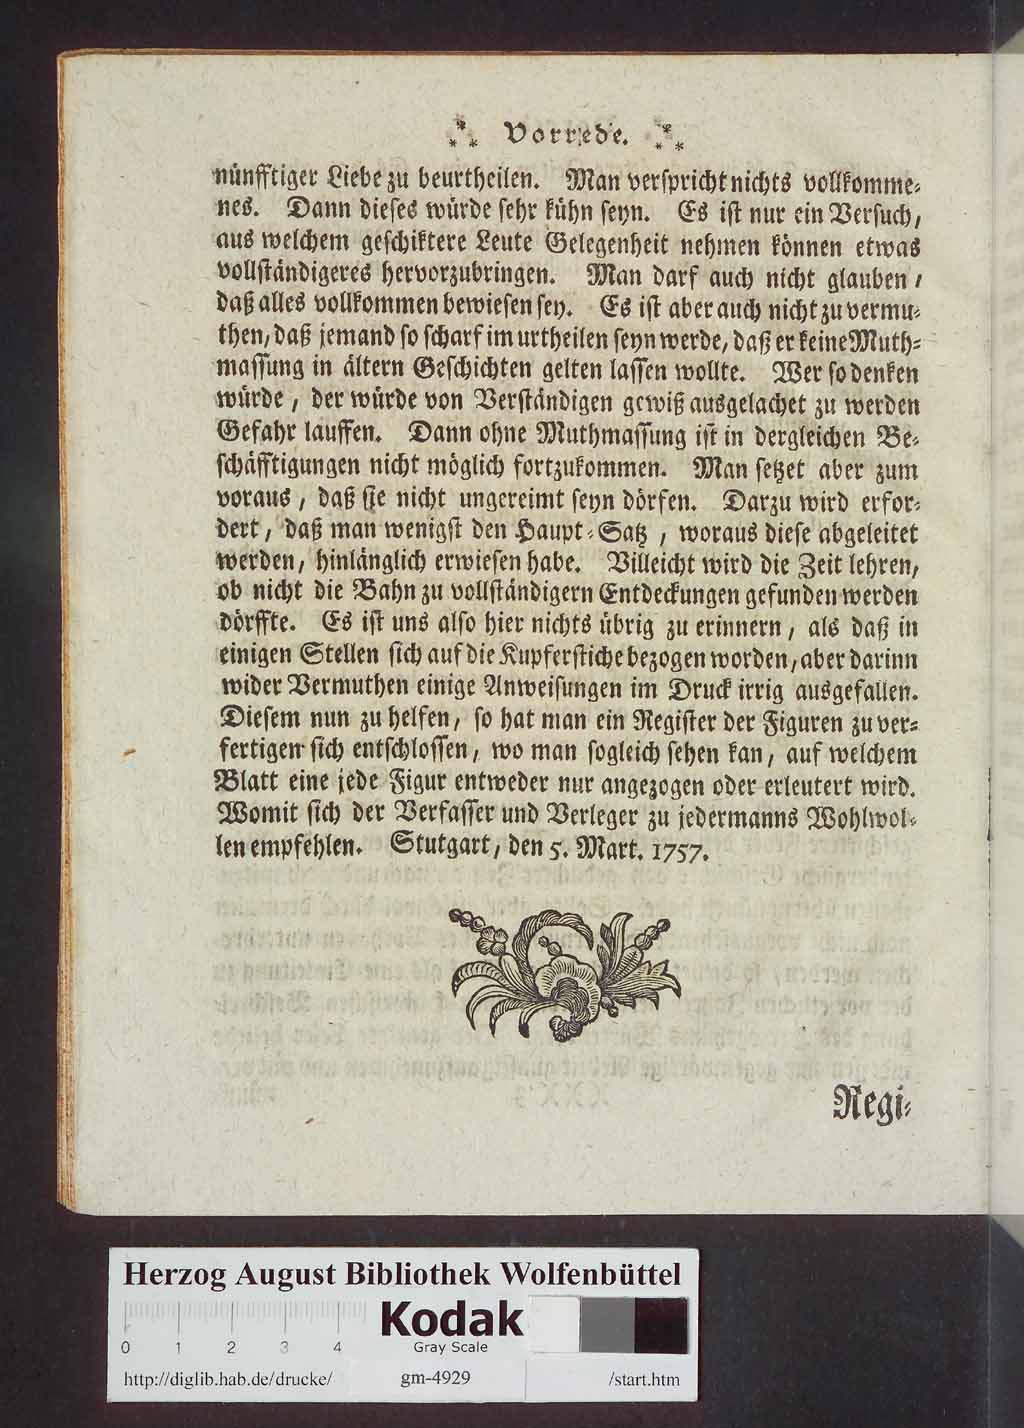 ⁂ Vorrede. ⁂
nünfftiger Liebe zu beurtheilen. Man verspricht nichts vollkomme-
nes. Dann dieses würde sehr kühn seyn. Es ist nur ein Versuch,
aus welchem geschiktere Leute Gelegenheit nehmen können etwas
vollständigeres hervorzubringen. Man darf auch nicht glauben,
daß alles vollkommen bewiesen sey. Es ist aber auch nicht zu vermu-
then, daß jemand so scharf im urtheilen seyn werde, daß er keine Muth-
massung in ältern Geschichten gelten lassen wollte. Wer so denken
würde, der würde von Verständigen gewiß ausgelachet zu werden
Gefahr lauffen. Dann ohne Muthmassung ist in dergleichen Be-
schäfftigungen nicht möglich fortzukommen. Man setzet aber zum
voraus, daß sie nicht ungereimt seyn dörfen. Darzu wird erfor-
dert, daß man wenigst den Haupt-Satz, woraus diese abgeleitet
werden, hinlänglich erwiesen habe. Villeicht wird die Zeit lehren,
ob nicht die Bahn zu vollständigern Entdeckungen gefunden werden
dörffte. Es ist uns also hier nichts übrig zu erinnern, als daß in
einigen Stellen sich auf die Kupferstiche bezogen worden, aber darinn
wider Vermuthen einige Anweisungen im Druck irrig ausgefallen.
Diesem nun zu helfen, so hat man ein Register der Figuren zu ver-
fertigen sich entschlossen, wo man sogleich sehen kan, auf welchem
Blatt eine jede Figur entweder nur angezogen oder erleutert wird.
Womit sich der Verfasser und Verleger zu jedermanns Wohlwol-
len empfehlen. Stutgart, den 5. Mart. 1757.
Regi-
Herzog August Bibliothek Wolfenbüttel
Kodak
0 1 2 3 4 Gray Scale
http://diglib.hab.de/drucke/ gm-4929 /start.htm